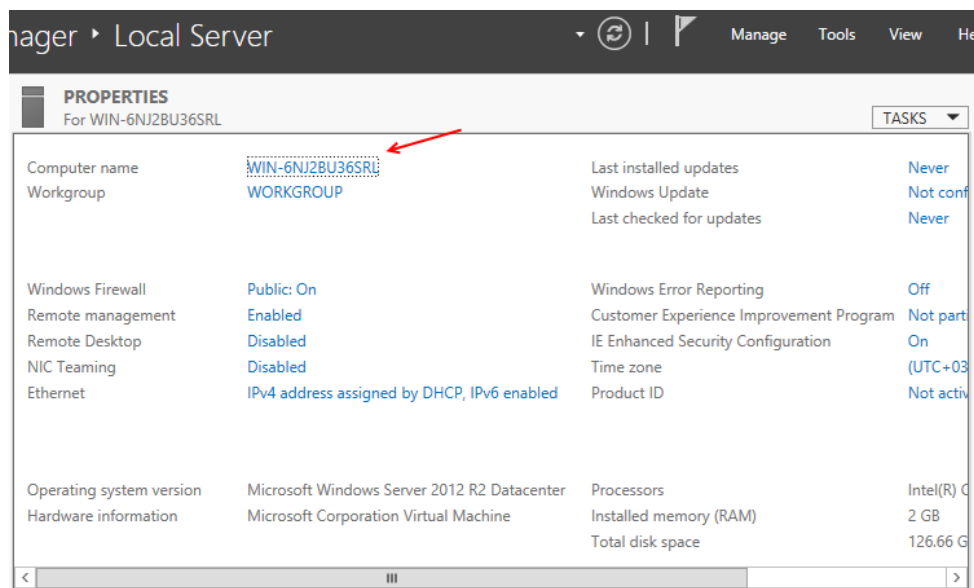 nager ‣ Local Server
Manage Tools View He
PROPERTIES
For WIN-6NJ2BU36SRL
TASKS
Computer name WIN-6NJ2BU36SRL Last installed updates Never
Workgroup WORKGROUP Windows Update Not conf
Last checked for updates Never
Windows Firewall Public: On Windows Error Reporting Off
Remote management Enabled Customer Experience Improvement Program Not parti
Remote Desktop Disabled IE Enhanced Security Configuration On
NIC Teaming Disabled Time zone (UTC+03
Ethernet IPv4 address assigned by DHCP, IPv6 enabled Product ID Not activ
Operating system version Microsoft Windows Server 2012 R2 Datacenter Processors Intel(R) C
Hardware information Microsoft Corporation Virtual Machine Installed memory (RAM) 2 GB
Total disk space 126.66 G